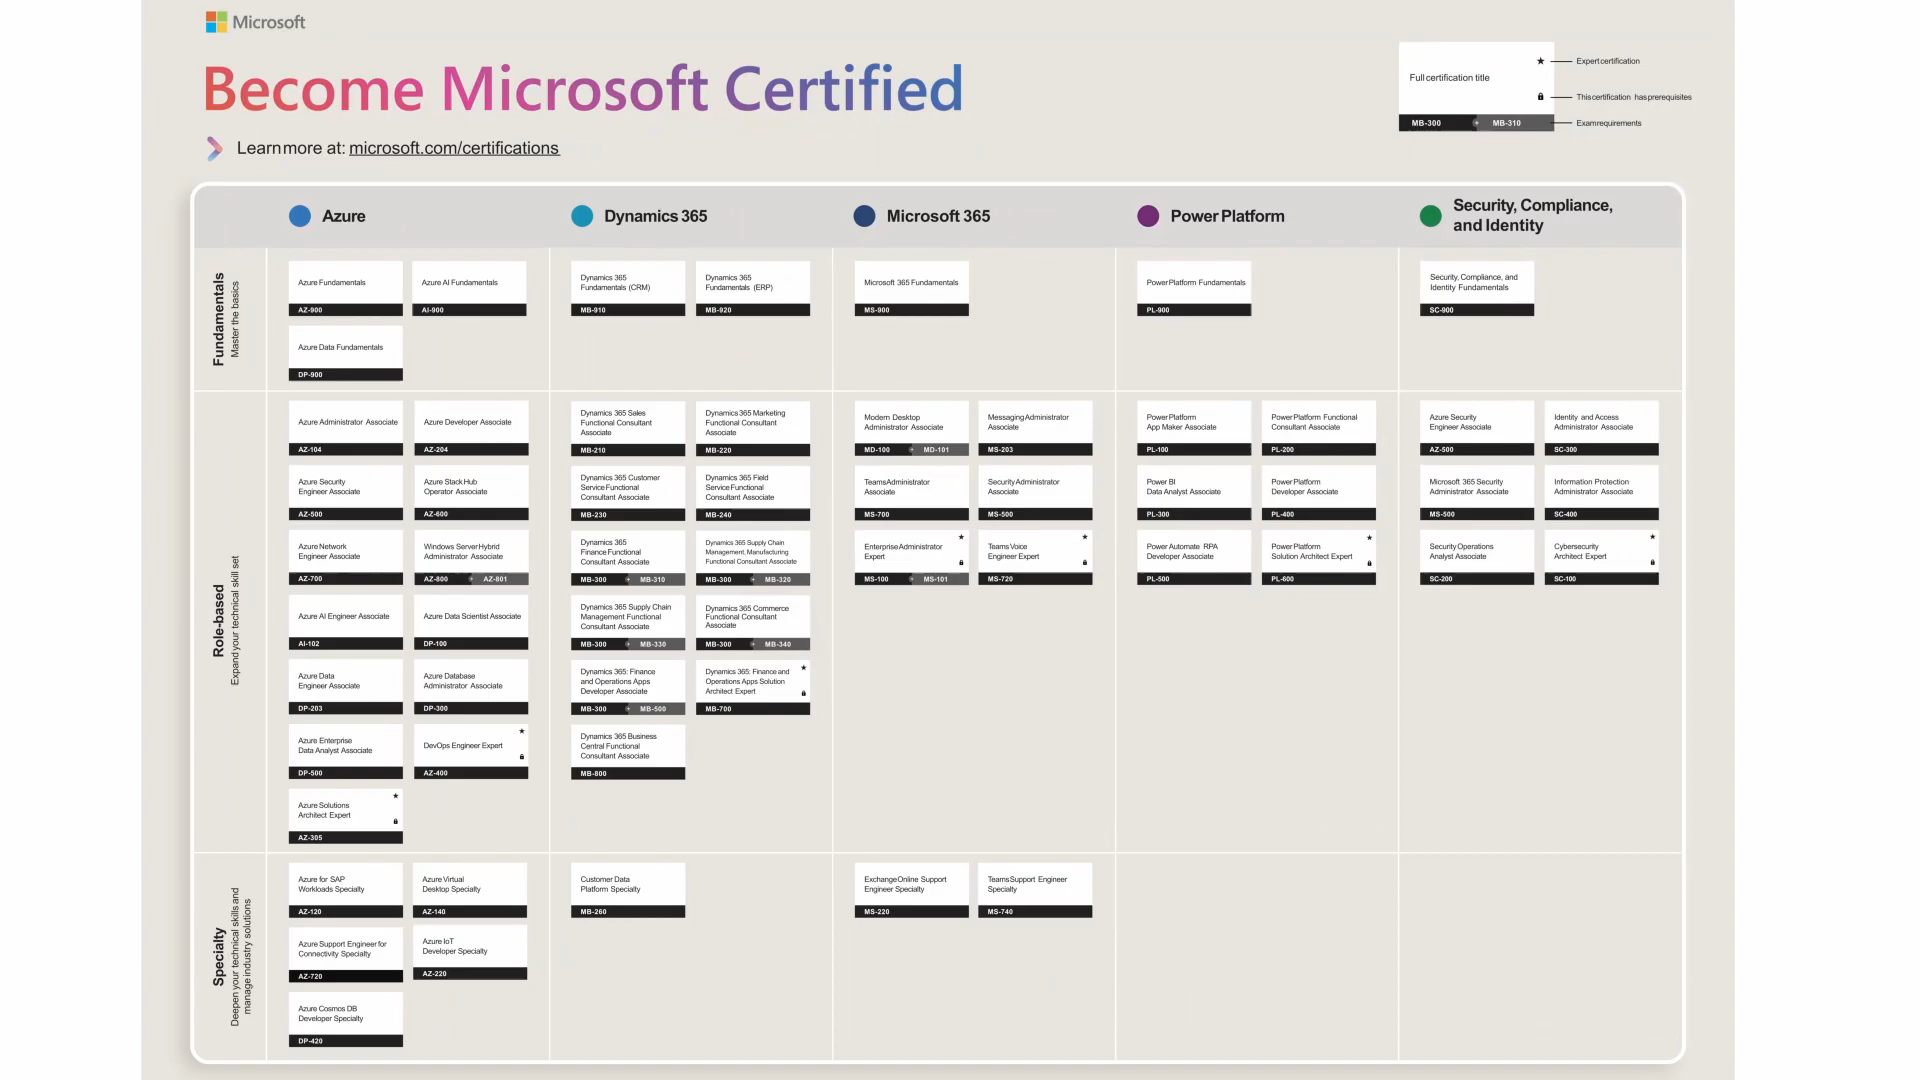 Microsoft
Become Microsoft Certified
Learn more at: microsoft.com/certifications
Full certification title
MB-300 + MB-310
Expert certification
This certification has prerequisites
Exam requirements
Azure
Dynamics 365
Microsoft 365
Power Platform
Security, Compliance,
and Identity
Fundamentals
Master the basics
Azure Fundamentals
AZ-900
Azure AI Fundamentals
AI-900
Azure Data Fundamentals
DP-900
Dynamics 365
Fundamentals (CRM)
MB-910
Dynamics 365
Fundamentals (ERP)
MB-920
Microsoft 365 Fundamentals
MS-900
Power Platform Fundamentals
PL-900
Security, Compliance, and
Identity Fundamentals
SC-900
Role-based
Expand your technical skill set
Azure Administrator Associate
AZ-104
Azure Developer Associate
AZ-204
Azure Security
Engineer Associate
AZ-500
Azure Stack Hub
Operator Associate
AZ-600
Azure Network
Engineer Associate
AZ-700
Windows Server Hybrid
Administrator Associate
AZ-800 + AZ-801
Azure AI Engineer Associate
AI-102
Azure Data Scientist Associate
DP-100
Azure Data
Engineer Associate
DP-203
Azure Database
Administrator Associate
DP-300
Azure Enterprise
Data Analyst Associate
DP-500
DevOps Engineer Expert
AZ-400
Azure Solutions
Architect Expert
AZ-305
Dynamics 365 Sales
Functional Consultant
Associate
MB-210
Dynamics 365 Marketing
Functional Consultant
Associate
MB-220
Dynamics 365 Customer
Service Functional
Consultant Associate
MB-230
Dynamics 365 Field
Service Functional
Consultant Associate
MB-240
Dynamics 365
Finance Functional
Consultant Associate
MB-300 + MB-310
Dynamics 365 Supply Chain
Management, Manufacturing
Functional Consultant Associate
MB-300 + MB-320
Dynamics 365 Supply Chain
Management Functional
Consultant Associate
MB-300 + MB-330
Dynamics 365 Commerce
Functional Consultant
Associate
MB-300 + MB-340
Dynamics 365: Finance
and Operations Apps
Developer Associate
MB-300 + MB-500
Dynamics 365: Finance and
Operations Apps Solution
Architect Expert
MB-700
Dynamics 365 Business
Central Functional
Consultant Associate
MB-800
Modern Desktop
Administrator Associate
MD-100 + MD-101
Messaging Administrator
Associate
MS-203
Teams Administrator
Associate
MS-700
Security Administrator
Associate
MS-500
Enterprise Administrator
Expert
MS-100 + MS-101
Teams Voice
Engineer Expert
MS-720
Power Platform
App Maker Associate
PL-100
Power Platform Functional
Consultant Associate
PL-200
Power BI
Data Analyst Associate
PL-300
Power Platform
Developer Associate
PL-400
Power Automate RPA
Developer Associate
PL-500
Power Platform
Solution Architect Expert
PL-600
Azure Security
Engineer Associate
AZ-500
Identity and Access
Administrator Associate
SC-300
Microsoft 365 Security
Administrator Associate
MS-500
Information Protection
Administrator Associate
SC-400
Security Operations
Analyst Associate
SC-200
Cybersecurity
Architect Expert
SC-100
Specialty
Deepen your technical skills and
manage industry solutions
Azure for SAP
Workloads Specialty
AZ-120
Azure Virtual
Desktop Specialty
AZ-140
Azure Support Engineer for
Connectivity Specialty
AZ-720
Azure IoT
Developer Specialty
AZ-220
Azure Cosmos DB
Developer Specialty
DP-420
Customer Data
Platform Specialty
MB-260
Exchange Online Support
Engineer Specialty
MS-220
Teams Support Engineer
Specialty
MS-740